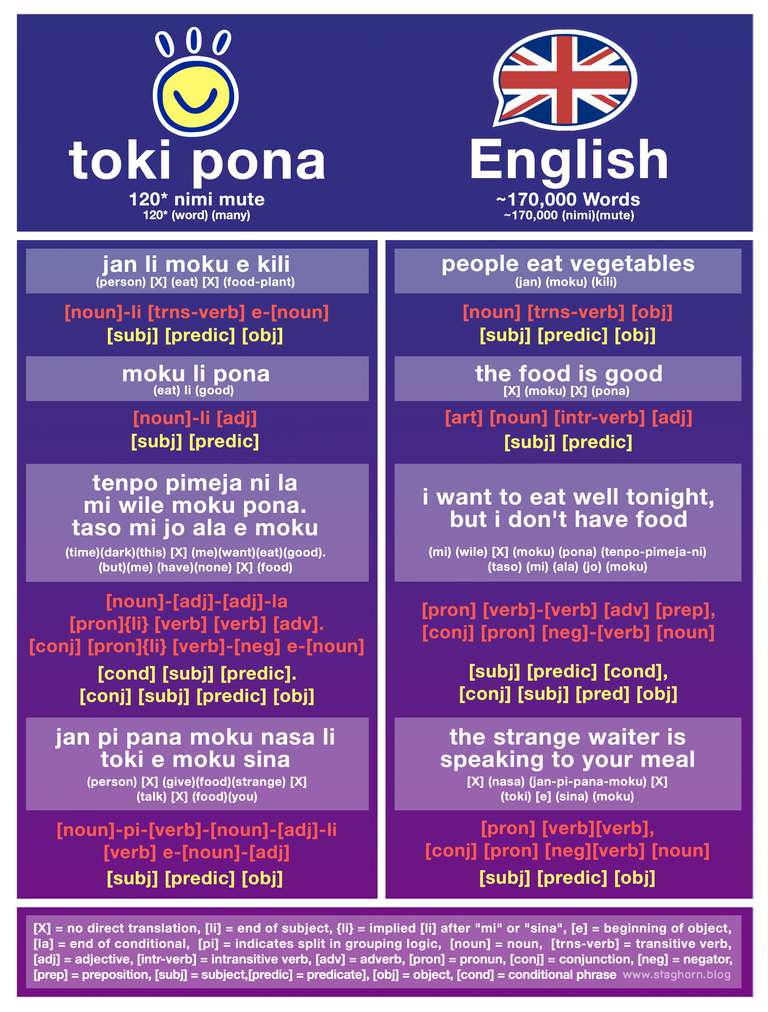 toki pona
120* nimi mute
120* (word) (many)
English
~170,000 Words
~170,000 (nimi)(mute)
jan li moku e kili
(person) [X] (eat) [X] (food-plant)
[noun]-li [trns-verb] e-[noun]
[subj] [predic] [obj]
moku li pona
(eat) li (good)
[noun]-li [adj]
[subj] [predic]
tenpo pimeja ni la
mi wile moku pona.
taso mi jo ala e moku
(time)(dark)(this) [X] (me)(want)(eat)(good).
(but)(me) (have)(none) [X] (food)
[noun]-[adj]-[adj]-la
[pron]{li} [verb] [verb] [adv].
[conj] [pron]{li} [verb]-[neg] e-[noun]
[cond] [subj] [predic].
[conj] [subj] [predic] [obj]
jan pi pana moku nasa li
toki e moku sina
(person) [X] (give)(food)(strange) [X]
(talk) [X] (food)(you)
[noun]-pi-[verb]-[noun]-[adj]-li
[verb] e-[noun]-[adj]
[subj] [predic] [obj]
people eat vegetables
(jan) (moku) (kili)
[noun] [trns-verb] [obj]
[subj] [predic] [obj]
the food is good
[X] (moku) [X] (pona)
[art] [noun] [intr-verb] [adj]
[subj] [predic]
i want to eat well tonight,
but i don't have food
(mi) (wile) [X] (moku) (pona) (tenpo-pimeja-ni)
(taso) (mi) (ala) (jo) (moku)
[pron] [verb]-[verb] [adv] [prep],
[conj] [pron] [neg]-[verb] [noun]
[subj] [predic] [cond],
[conj] [subj] [pred] [obj]
the strange waiter is
speaking to your meal
[X] (nasa) (jan-pi-pana-moku) [X]
(toki) [e] (sina) (moku)
[pron] [verb][verb],
[conj] [pron] [neg][verb] [noun]
[subj] [predic] [obj]
[X] = no direct translation, [li] = end of subject, {li} = implied [li] after "mi" or "sina", [e] = beginning of object,
[la] = end of conditional, [pi] = indicates split in grouping logic, [noun] = noun, [trns-verb] = transitive verb,
[adj] = adjective, [intr-verb] = intransitive verb, [adv] = adverb, [pron] = pronun, [conj] = conjunction, [neg] = negator,
[prep] = preposition, [subj] = subject,[predic] = predicate], [obj] = object, [cond] = conditional phrase www.staghorn.blog